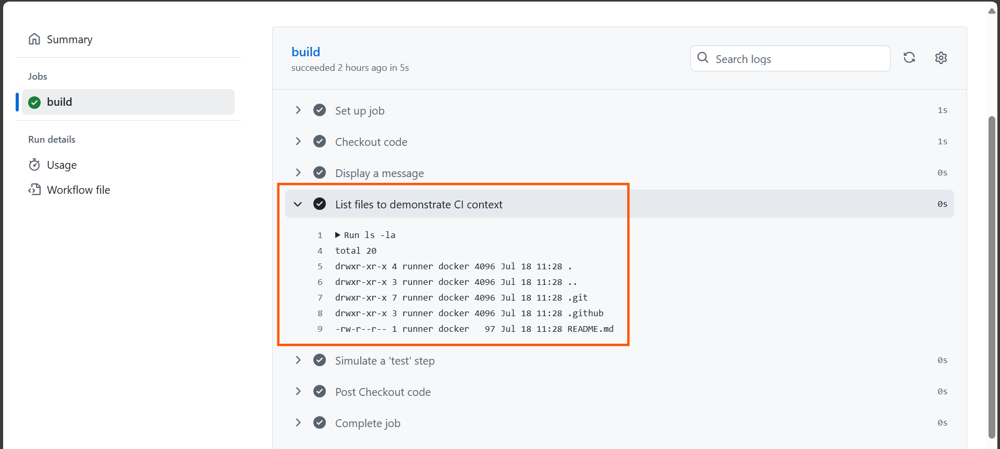 Summary
Jobs
build
Run details
Usage
Workflow file
build
succeeded 2 hours ago in 5s
Search logs
Set up job 1s
Checkout code 1s
Display a message 0s
List files to demonstrate CI context 0s
1 Run ls -la
4 total 20
5 drwxr-xr-x 4 runner docker 4096 Jul 18 11:28 .
6 drwxr-xr-x 3 runner docker 4096 Jul 18 11:28 ..
7 drwxr-xr-x 7 runner docker 4096 Jul 18 11:28 .git
8 drwxr-xr-x 3 runner docker 4096 Jul 18 11:28 .github
9 -rw-r--r-- 1 runner docker   97 Jul 18 11:28 README.md
Simulate a 'test' step 0s
Post Checkout code 0s
Complete job 0s